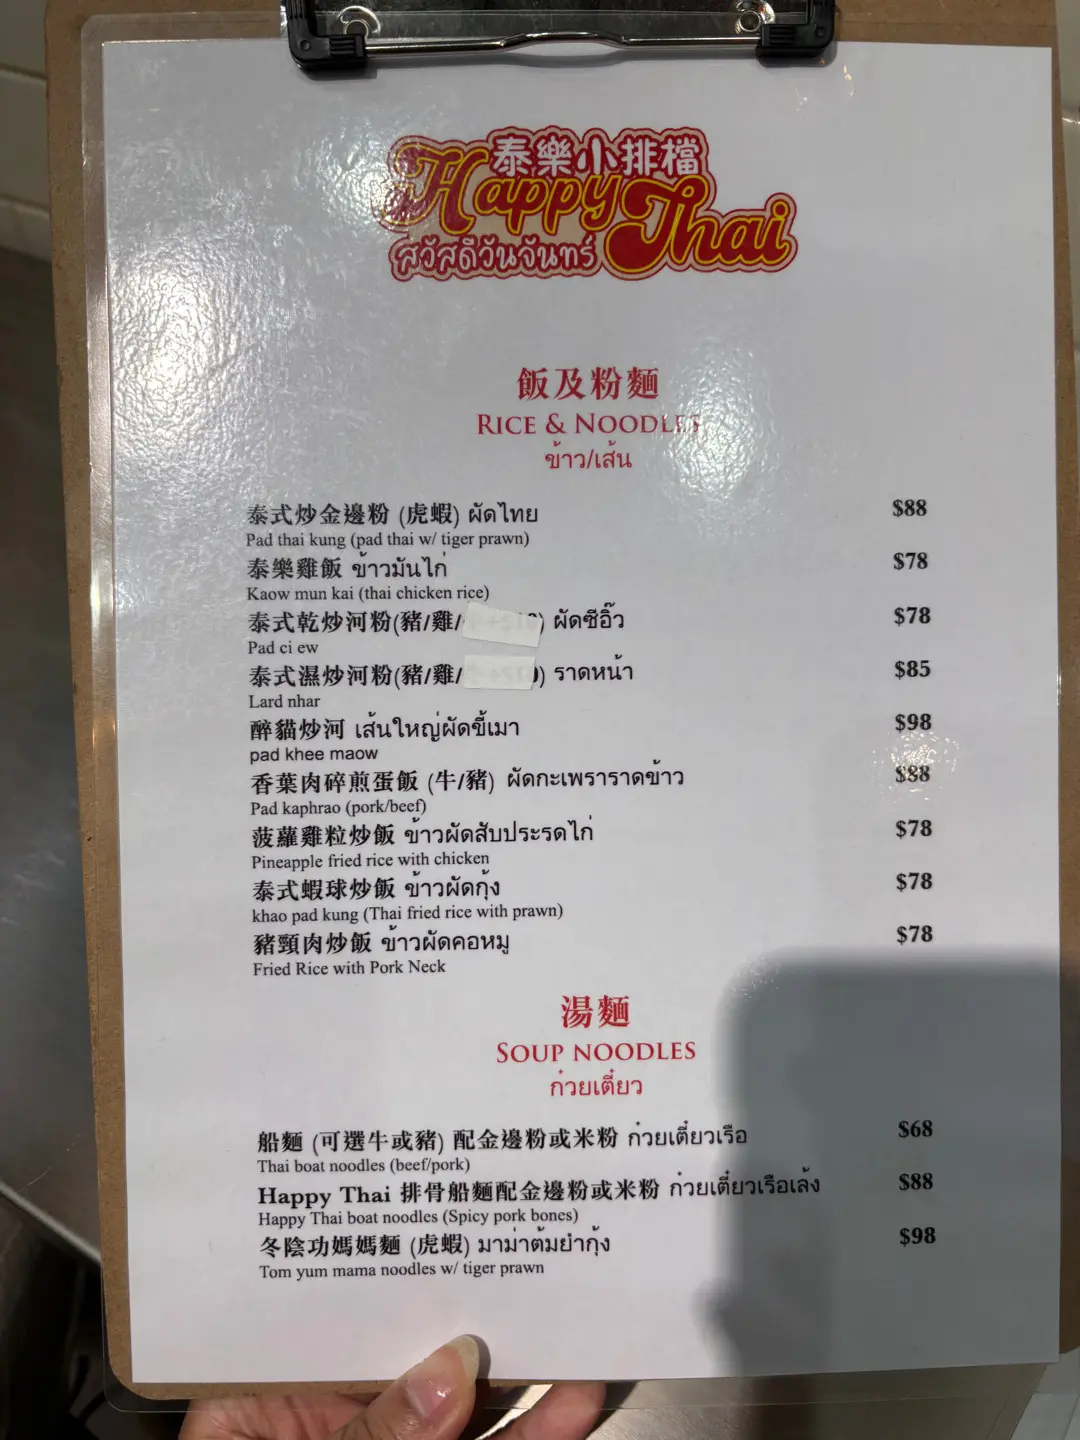 泰樂小排檔
Happy Thai
สวัสดีวันจันทร์
飯及粉麵
RICE & NOODLES
ข้าว/เส้น
泰式炒金邊粉 (虎蝦) ผัดไทย $88
Pad thai kung (pad thai w/ tiger prawn)
泰樂雞飯 ข้าวมันไก่ $78
Kaow mun kai (thai chicken rice)
泰式乾炒河粉(豬/雞/ ) ผัดซีอิ๊ว $78
Pad ci ew
泰式濕炒河粉(豬/雞/ ) ราดหน้า $85
Lard nhar
醉貓炒河 เส้นใหญ่ผัดขี้เมา $98
pad khee maow
香葉肉碎煎蛋飯 (牛/豬) ผัดกะเพราราดข้าว $88
Pad kaphrao (pork/beef)
菠蘿雞粒炒飯 ข้าวผัดสับประรดไก่ $78
Pineapple fried rice with chicken
泰式蝦球炒飯 ข้าวผัดกุ้ง $78
khao pad kung (Thai fried rice with prawn)
豬頸肉炒飯 ข้าวผัดคอหมู $78
Fried Rice with Pork Neck
湯麵
SOUP NOODLES
ก๋วยเตี๋ยว
船麵 (可選牛或豬) 配金邊粉或米粉 ก๋วยเตี๋ยวเรือ $68
Thai boat noodles (beef/pork)
Happy Thai 排骨船麵配金邊粉或米粉 ก๋วยเตี๋ยวเรือเล้ง $88
Happy Thai boat noodles (Spicy pork bones)
冬陰功媽媽麵 (虎蝦) มาม่าต้มยำกุ้ง $98
Tom yum mama noodles w/ tiger prawn